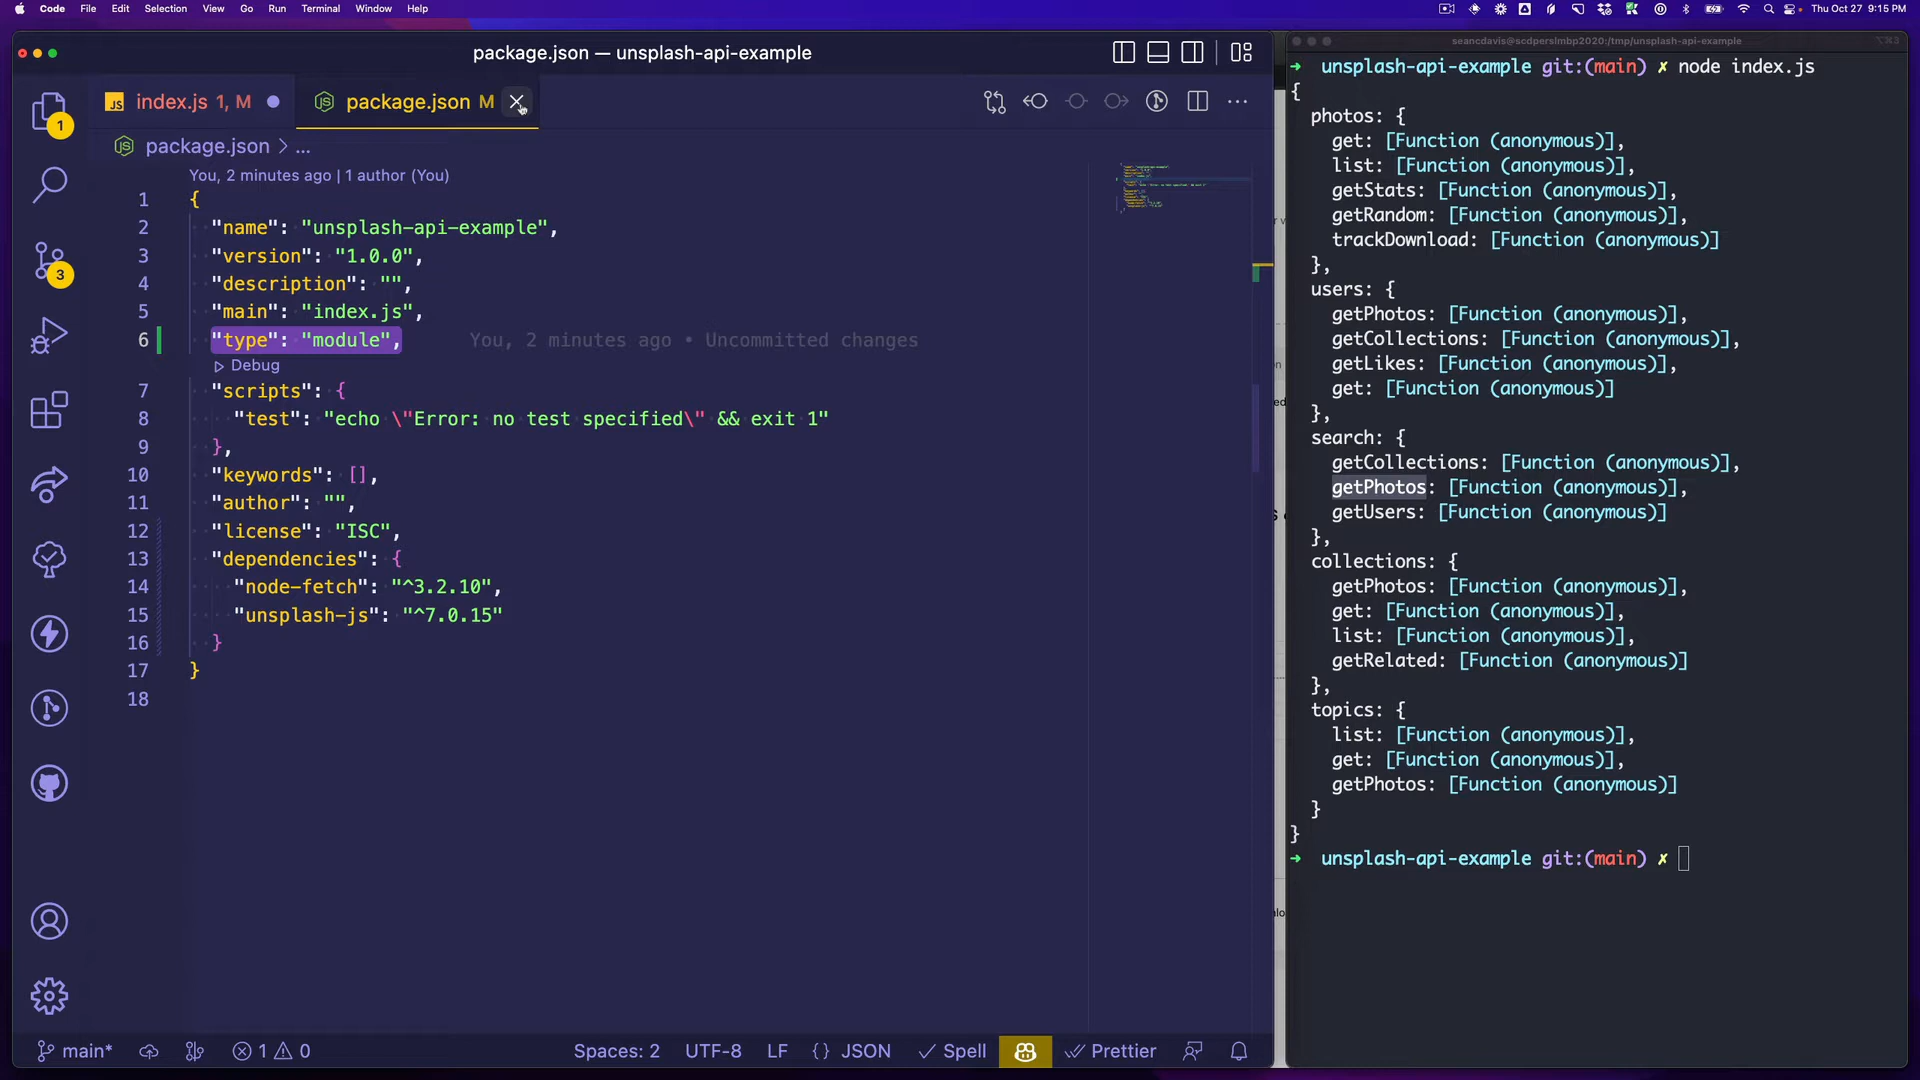 Code File Edit Selection View Go Run Terminal Window Help
Thu Oct 27 9:15 PM
package.json — unsplash-api-example
index.js 1, M
package.json M
package.json > ...
You, 2 minutes ago | 1 author (You)
1 {
2 "name": "unsplash-api-example",
3 "version": "1.0.0",
4 "description": "",
5 "main": "index.js",
6 "type": "module", You, 2 minutes ago • Uncommitted changes
Debug
7 "scripts": {
8 "test": "echo \"Error: no test specified\" && exit 1"
9 },
10 "keywords": [],
11 "author": "",
12 "license": "ISC",
13 "dependencies": {
14 "node-fetch": "^3.2.10",
15 "unsplash-js": "^7.0.15"
16 }
17 }
18
1
3
main* 1 0 Spaces: 2 UTF-8 LF {} JSON Spell Prettier
seancdavis@scdperslmbp2020:/tmp/unsplash-api-example
➜ unsplash-api-example git:(main) ✗ node index.js
{
photos: {
get: [Function (anonymous)],
list: [Function (anonymous)],
getStats: [Function (anonymous)],
getRandom: [Function (anonymous)],
trackDownload: [Function (anonymous)]
},
users: {
getPhotos: [Function (anonymous)],
getCollections: [Function (anonymous)],
getLikes: [Function (anonymous)],
get: [Function (anonymous)]
},
search: {
getCollections: [Function (anonymous)],
getPhotos: [Function (anonymous)],
getUsers: [Function (anonymous)]
},
collections: {
getPhotos: [Function (anonymous)],
get: [Function (anonymous)],
list: [Function (anonymous)],
getRelated: [Function (anonymous)]
},
topics: {
list: [Function (anonymous)],
get: [Function (anonymous)],
getPhotos: [Function (anonymous)]
}
}
➜ unsplash-api-example git:(main) ✗